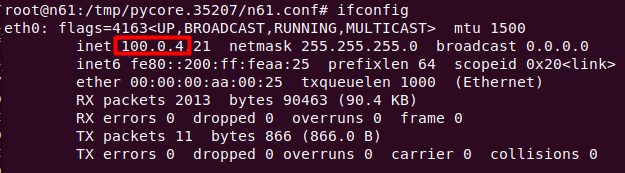 root@n61:/tmp/pycore.35207/n61.conf# ifconfig
eth0: flags=4163<UP,BROADCAST,RUNNING,MULTICAST>  mtu 1500
inet 100.0.4.21  netmask 255.255.255.0  broadcast 0.0.0.0
inet6 fe80::200:ff:feaa:25  prefixlen 64  scopeid 0x20<link>
ether 00:00:00:aa:00:25  txqueuelen 1000  (Ethernet)
RX packets 2013  bytes 90463 (90.4 KB)
RX errors 0  dropped 0  overruns 0  frame 0
TX packets 11  bytes 866 (866.0 B)
TX errors 0  dropped 0 overruns 0  carrier 0  collisions 0